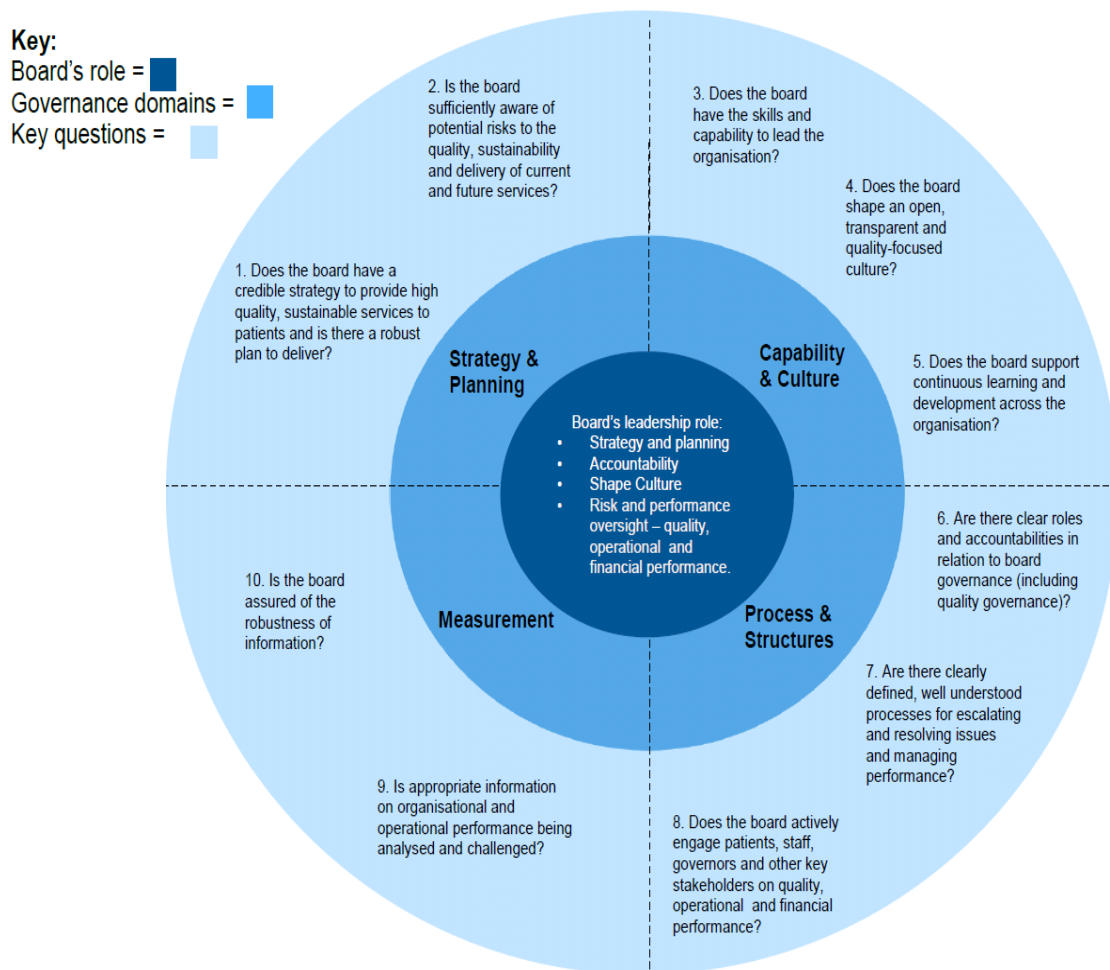 Key:
Board's role =
Governance domains =
Key questions =
2. Is the board
sufficiently aware of
potential risks to the
quality, sustainability
and delivery of current
and future services?
3. Does the board
have the skills and
capability to lead the
organisation?
4. Does the board
shape an open,
transparent and
quality-focused
culture?
1. Does the board have a
credible strategy to provide high
quality, sustainable services to
patients and is there a robust
plan to deliver?
Strategy &
Planning
Capability
& Culture
5. Does the board support
continuous learning and
development across the
organisation?
Board's leadership role:
• Strategy and planning
• Accountability
• Shape Culture
• Risk and performance
oversight – quality,
operational and
financial performance.
6. Are there clear roles
and accountabilities in
relation to board
governance (including
quality governance)?
10. Is the board
assured of the
robustness of
information?
Measurement
Process &
Structures
7. Are there clearly
defined, well understood
processes for escalating
and resolving issues
and managing
performance?
9. Is appropriate information
on organisational and
operational performance being
analysed and challenged?
8. Does the board actively
engage patients, staff,
governors and other key
stakeholders on quality,
operational and financial
performance?